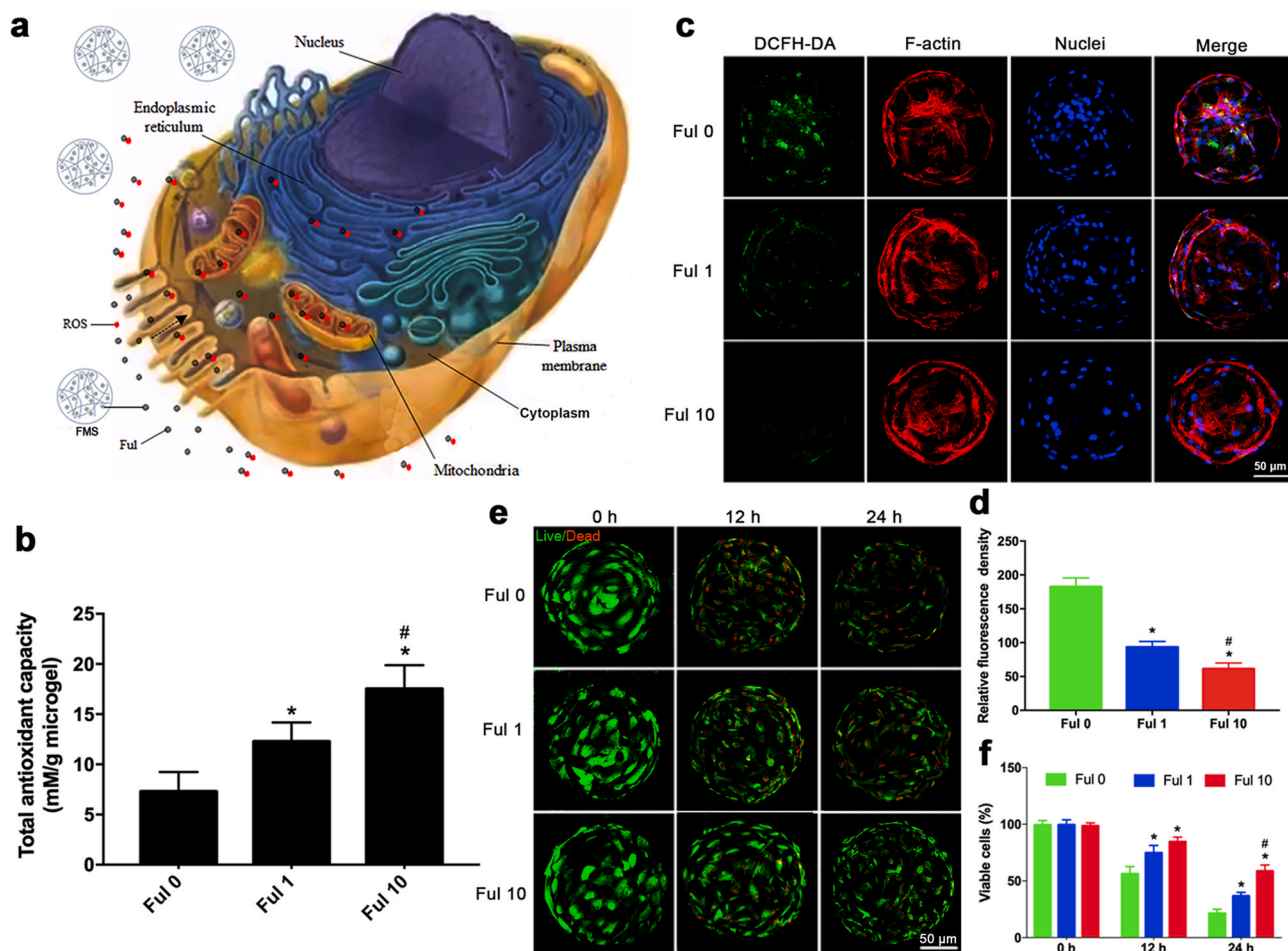 a
Nucleus
Endoplasmic
reticulum
ROS
FMS
Ful
Plasma
membrane
Cytoplasm
Mitochondria
b
Total antioxidant capacity
(mM/g microgel)
25
20
15
10
5
0
*
#
*
Ful 0
Ful 1
Ful 10
c
DCFH-DA
F-actin
Nuclei
Merge
Ful 0
Ful 1
Ful 10
50 μm
e
0 h
12 h
24 h
Live/Dead
Ful 0
Ful 1
Ful 10
50 μm
d
Relative fluorescence density
250
200
150
100
50
0
*
#
*
Ful 0
Ful 1
Ful 10
f
Ful 0
Ful 1
Ful 10
Viable cells (%)
150
100
50
0
*
*
*
#
*
0 h
12 h
24 h